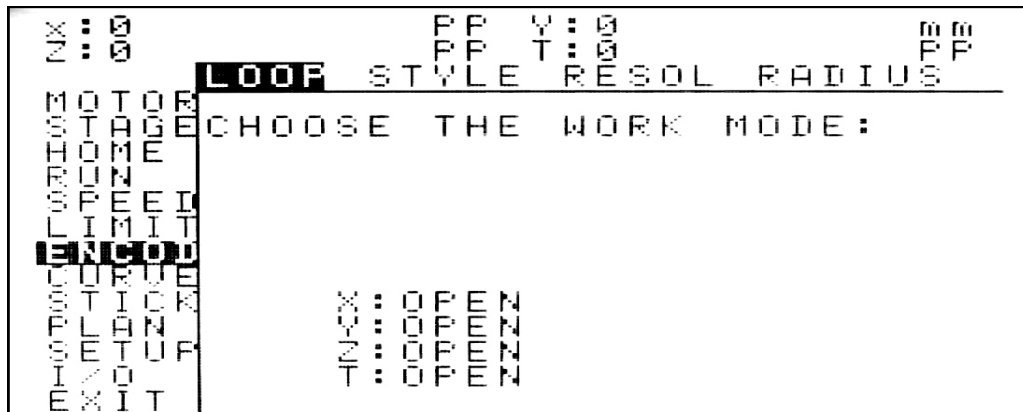 X:0 PP Y:0 mm
Z:0 PP T:0 PP
LOOP STYLE RESOL RADIUS
MOTOR
STAGE
HOME
RUN
SPEED
LIMIT
ENCOD
CURVE
STICK
PLAN
SETUP
I/O
EXIT
CHOOSE THE WORK MODE:
X:OPEN
Y:OPEN
Z:OPEN
T:OPEN